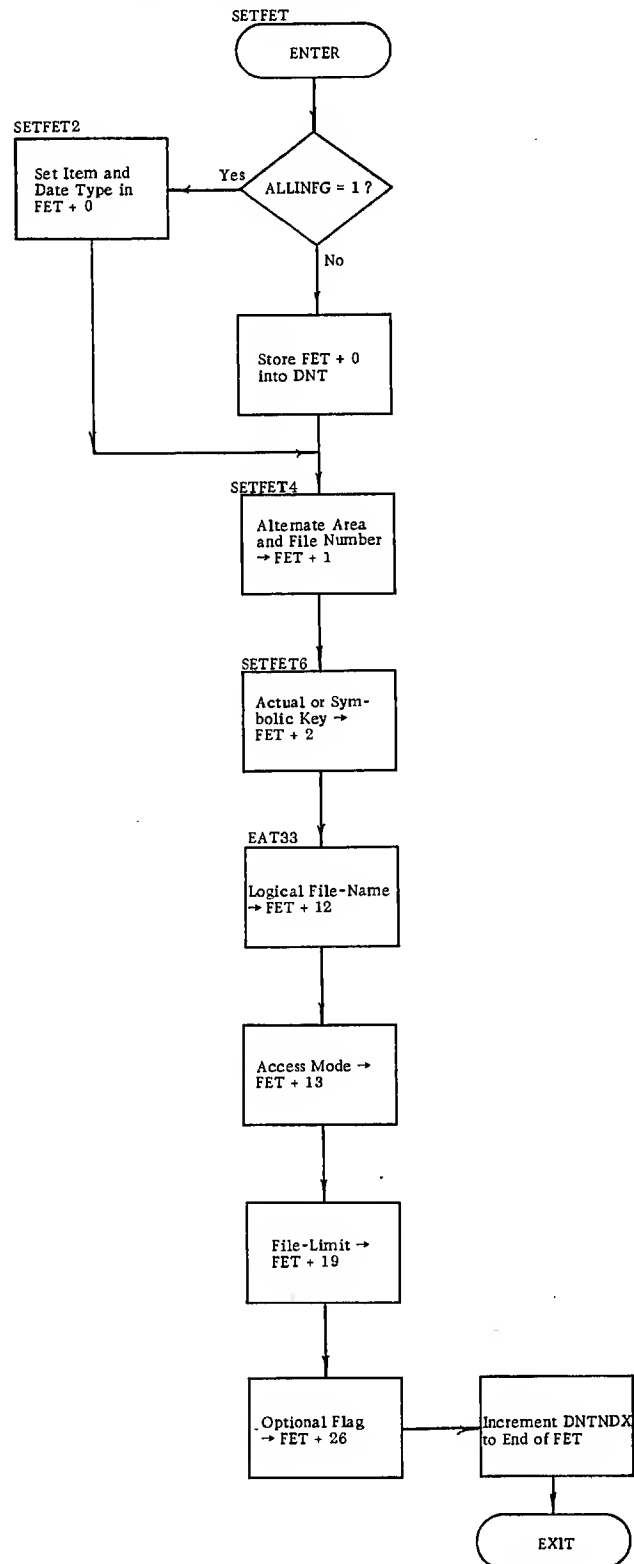 SETFET
ENTER
SETFET2
Set Item and
Date Type in
FET + 0
Yes
ALLINFG = 1 ?
No
Store FET + 0
into DNT
SETFET4
Alternate Area
and File Number
→ FET + 1
SETFET6
Actual or Sym-
bolic Key →
FET + 2
EAT33
Logical File-Name
→ FET + 12
Access Mode →
FET + 13
File-Limit →
FET + 19
Optional Flag
→ FET + 26
Increment DNTNDX
to End of FET
EXIT